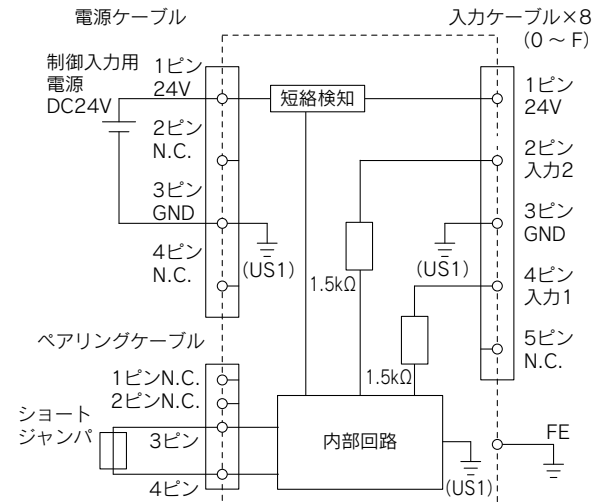 電源ケーブル
入力ケーブル×8
(0 ～ F)
制御入力用
電源
DC24V
1ピン
24V
2ピン
N.C.
3ピン
GND
4ピン
N.C.
(US1)
短絡検知
1.5kΩ
1.5kΩ
(US1)
1ピン
24V
2ピン
入力2
3ピン
GND
4ピン
入力1
5ピン
N.C.
ペアリングケーブル
1ピンN.C.
2ピンN.C.
3ピン
4ピン
ショート
ジャンパ
内部回路
(US1)
FE